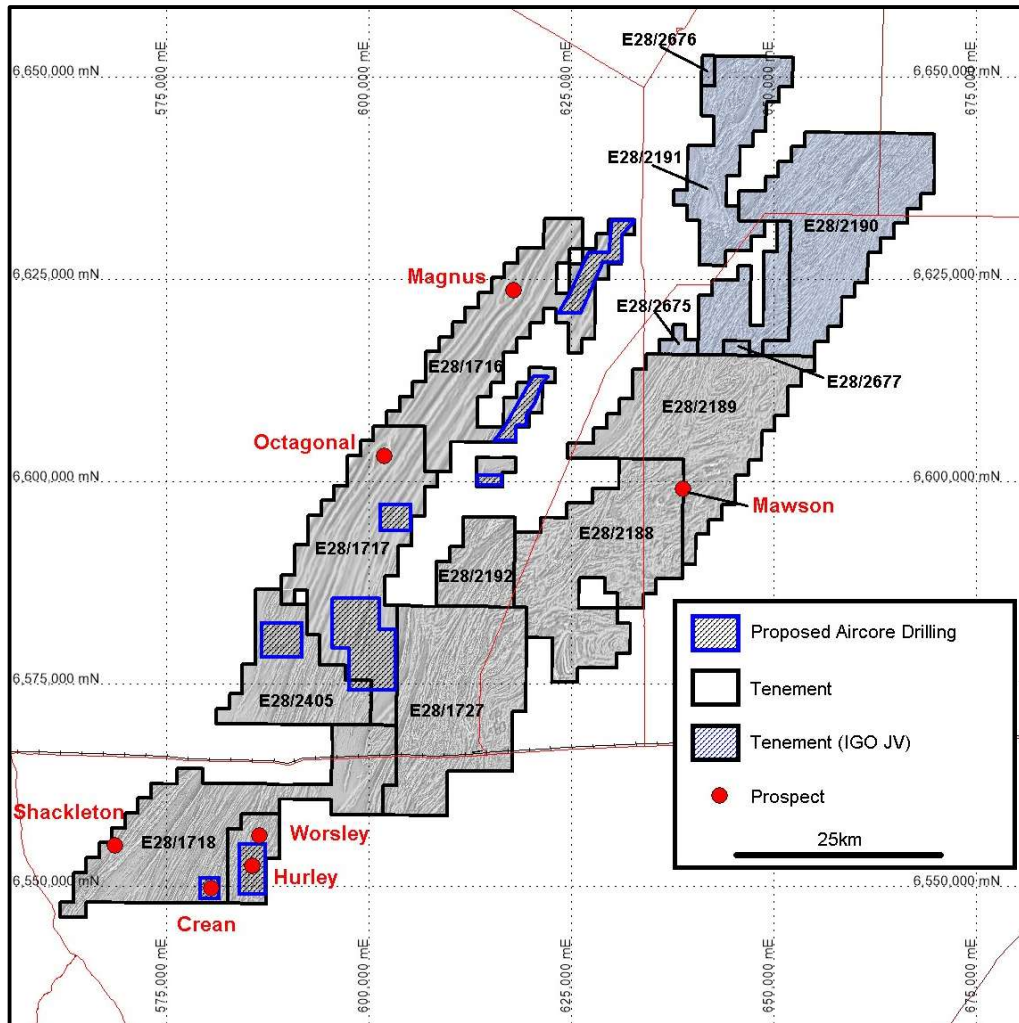 E28/2676
6,650,000 mN
6,650,000 mN
575,000 mE
600,000 mE
625,000 mE
650,000 mE
675,000 mE
E28/2191
E28/2190
6,625,000 mN
6,625,000 mN
Magnus
E28/2675
E28/1716
E28/2677
E28/2189
Octagonal
6,600,000 mN
6,600,000 mN
Mawson
E28/2188
E28/1717
E28/2192
Proposed Aircore Drilling
6,575,000 mN
Tenement
E28/2405
E28/1727
Tenement (IGO JV)
Prospect
Shackleton
Worsley
E28/1718
25km
Hurley
6,550,000 mN
6,550,000 mN
Crean
575,000 mE
600,000 mE
625,000 mE
650,000 mE
675,000 mE